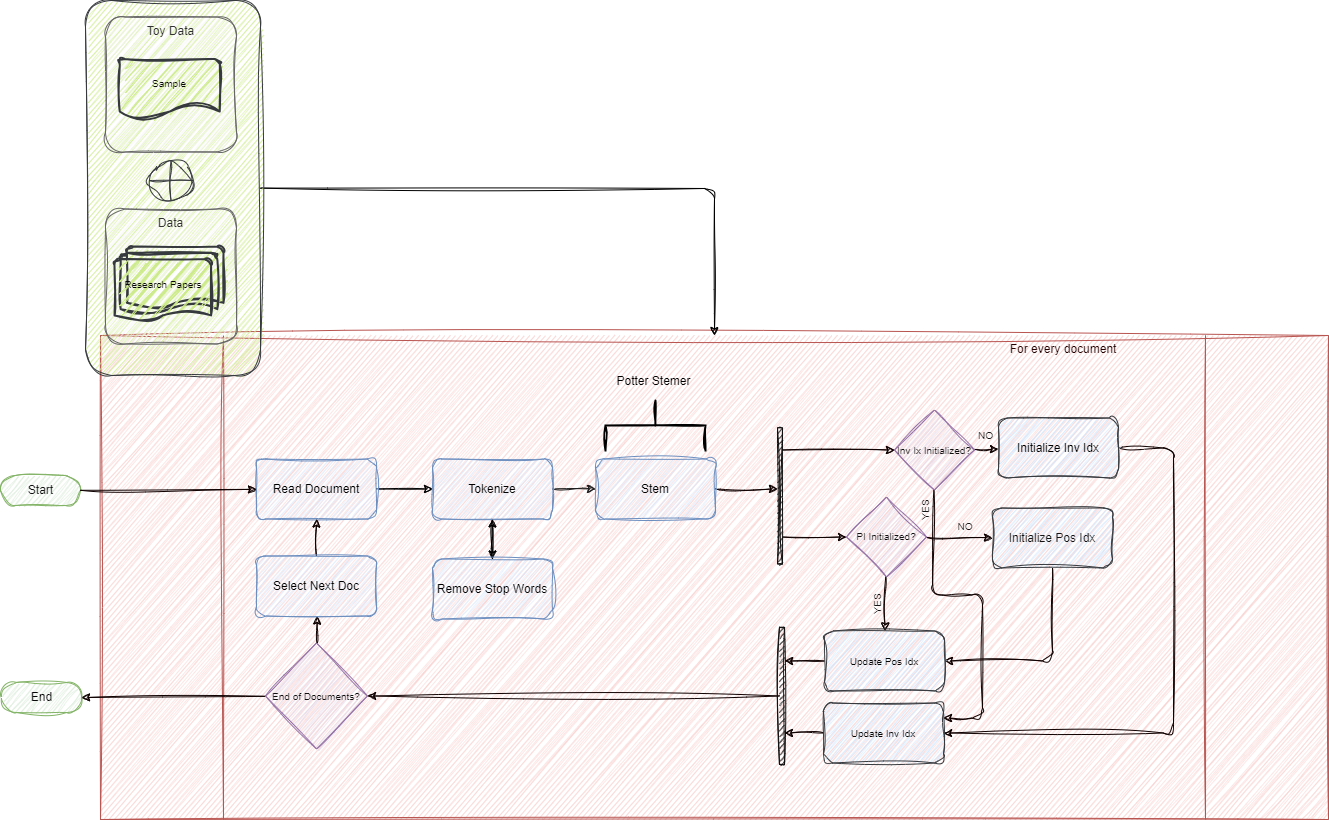 Toy Data
Sample
Data
Research Papers
For every document
Potter Stemer
Inv Ix Initialized?
NO
Initialize Inv Idx
Start
Read Document
Tokenize
Stem
YES
PI Initialized?
NO
Initialize Pos Idx
Select Next Doc
Remove Stop Words
YES
Update Pos Idx
End
End of Documents?
Update Inv Idx